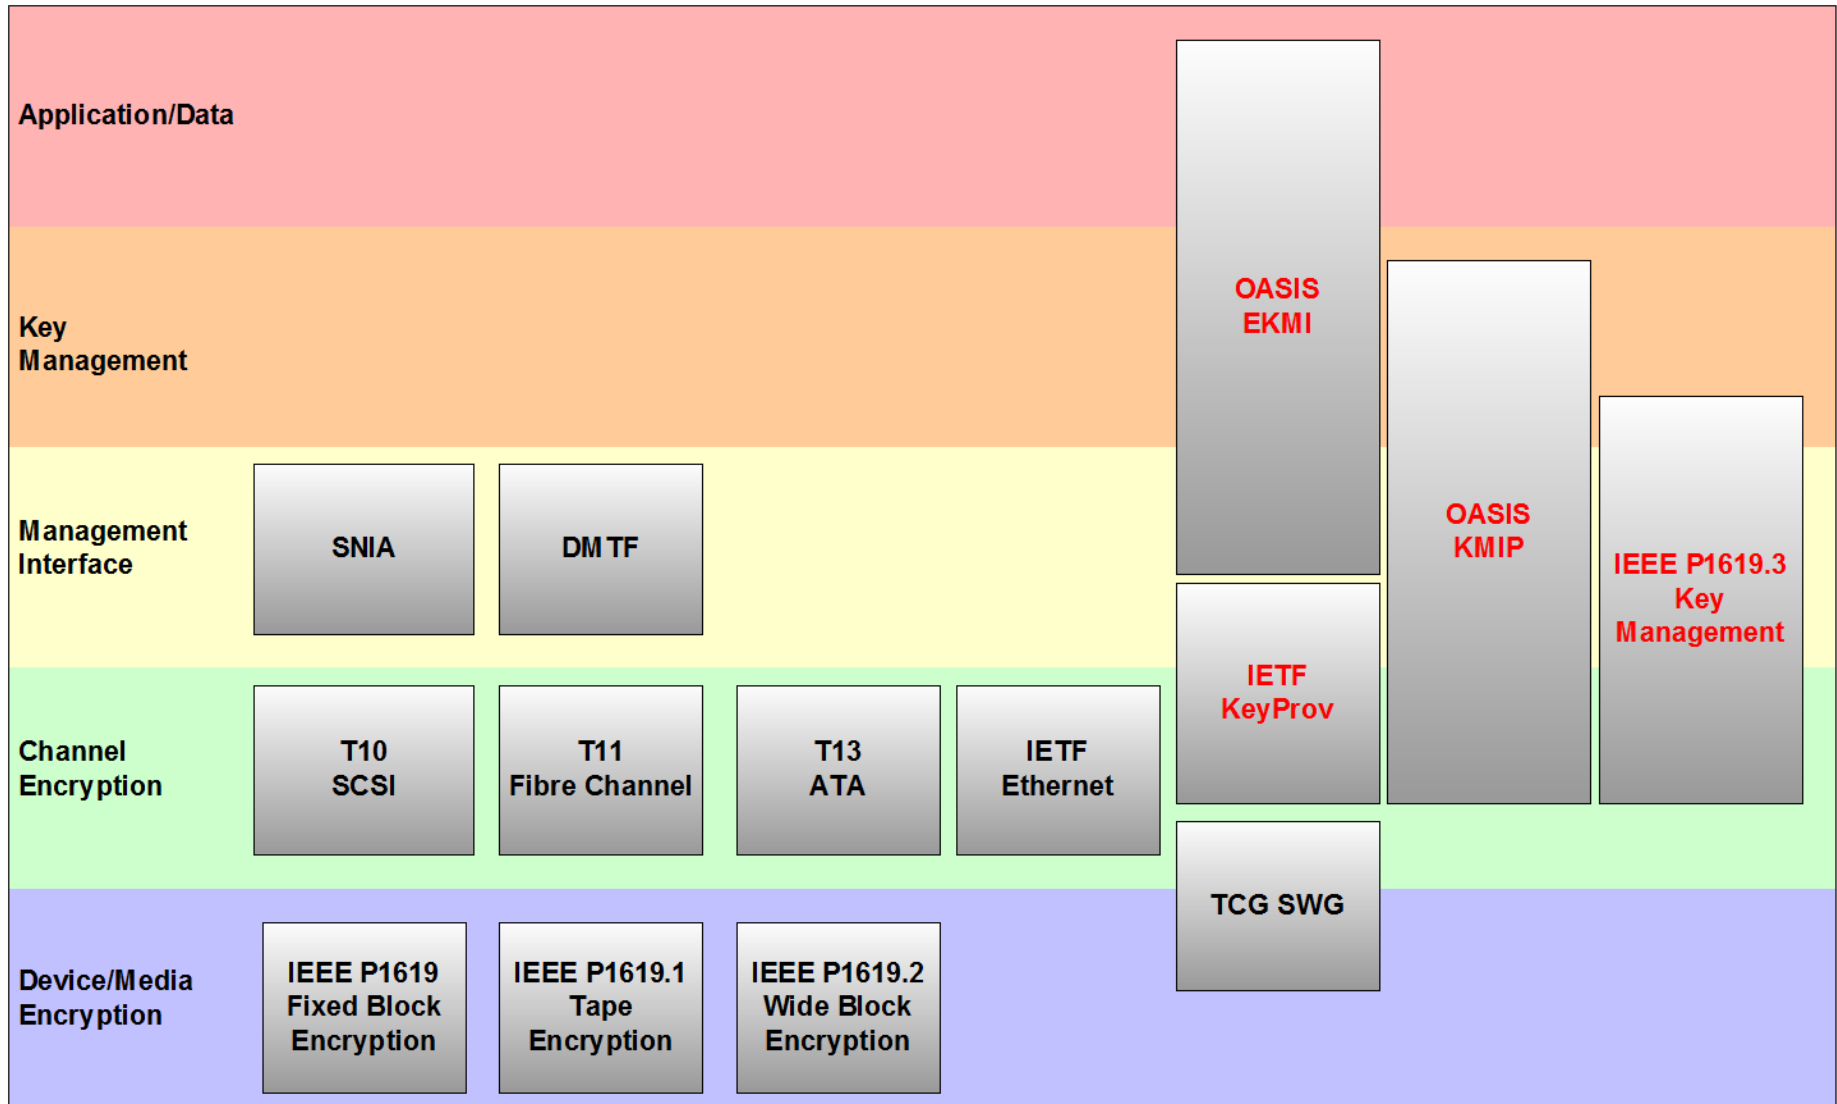 Application/Data
Key
Management
OASIS
EKMI
Management
Interface
SNIA
DMTF
OASIS
KMIP
IEEE P1619.3
Key
Management
Channel
Encryption
T10
SCSI
T11
Fibre Channel
T13
ATA
IETF
Ethernet
IETF
KeyProv
TCG SWG
Device/Media
Encryption
IEEE P1619
Fixed Block
Encryption
IEEE P1619.1
Tape
Encryption
IEEE P1619.2
Wide Block
Encryption